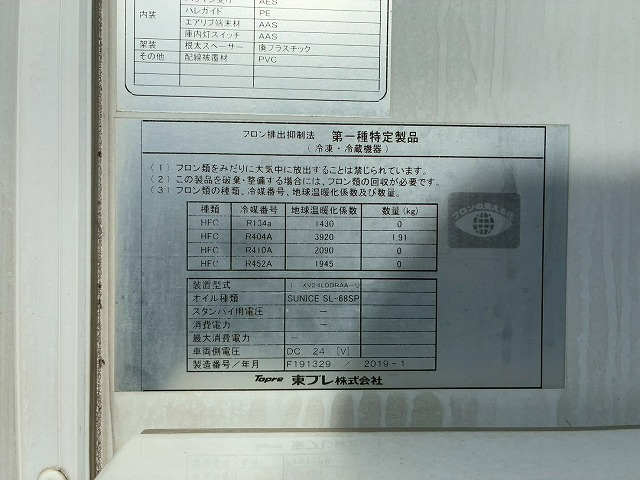 内装
ハレガイド PE
エアリブ端末材 AAS
庫内灯スイッチ AAS
架装 根太スペーサー 廃プラスチック
その他 配線被覆材 PVC
フロン排出抑制法 第一種特定製品
(冷凍・冷蔵機器)
(1)フロン類をみだりに大気中に放出することは禁じられています。
(2)この製品を破棄・整備する場合には、フロン類の回収が必要です。
(3)フロン類の種類、冷媒番号、地球温暖化係数及び数量。
種類 冷媒番号 地球温暖化係数 数量(kg)
HFC R134a 1430 0
HFC R404A 3920 1.91
HFC R410A 2090 0
HFC R452A 1945 0
装置型式
オイル種類 SUNICE SL-68SP
スタンバイ用電圧 —
消費電力 —
最大消費電力 —
車両側電圧 DC 24 [V]
製造番号/年月 F191329 / 2019-1
Topre 東プレ株式会社